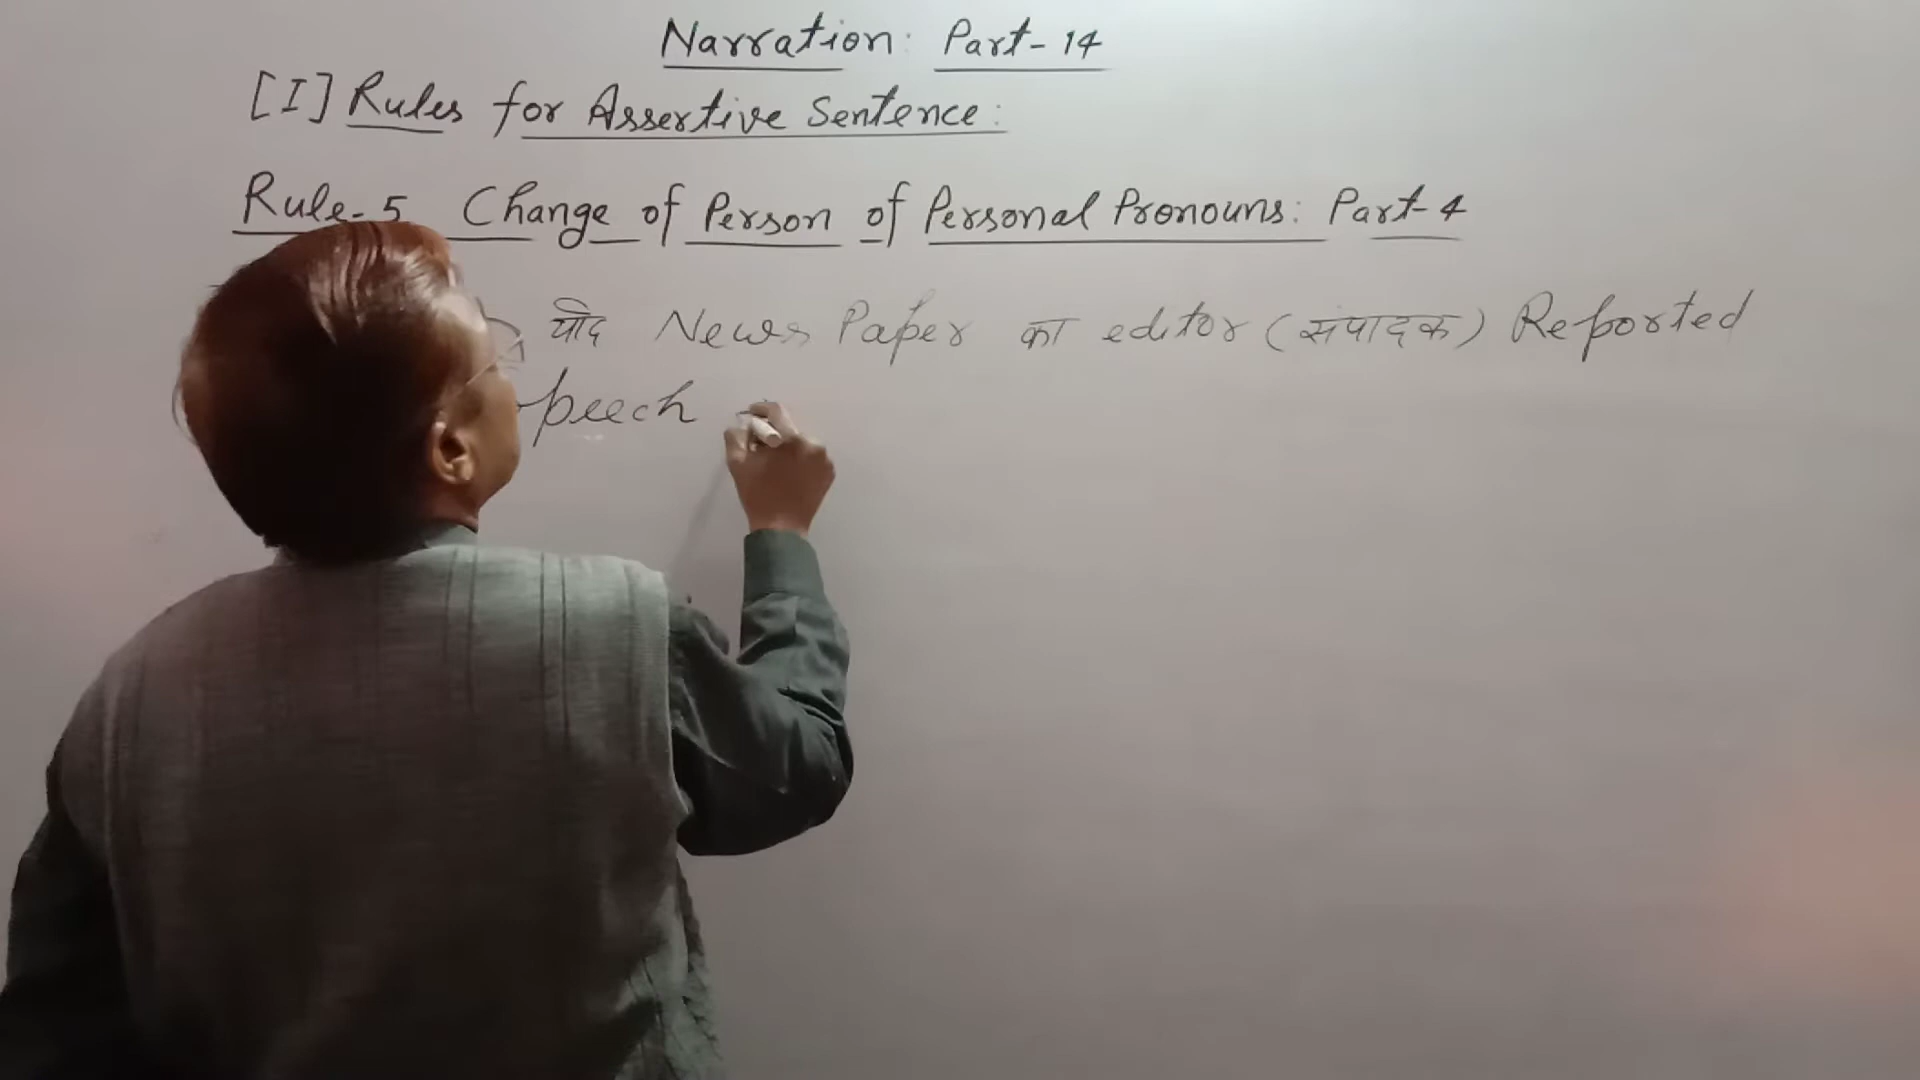 Narration: Part-14
[I] Rules for Assertive Sentence:
Rule-5 Change of Person of Personal Pronouns: Part-4
यदि News Paper का editor (संपादक) Reported
Speech